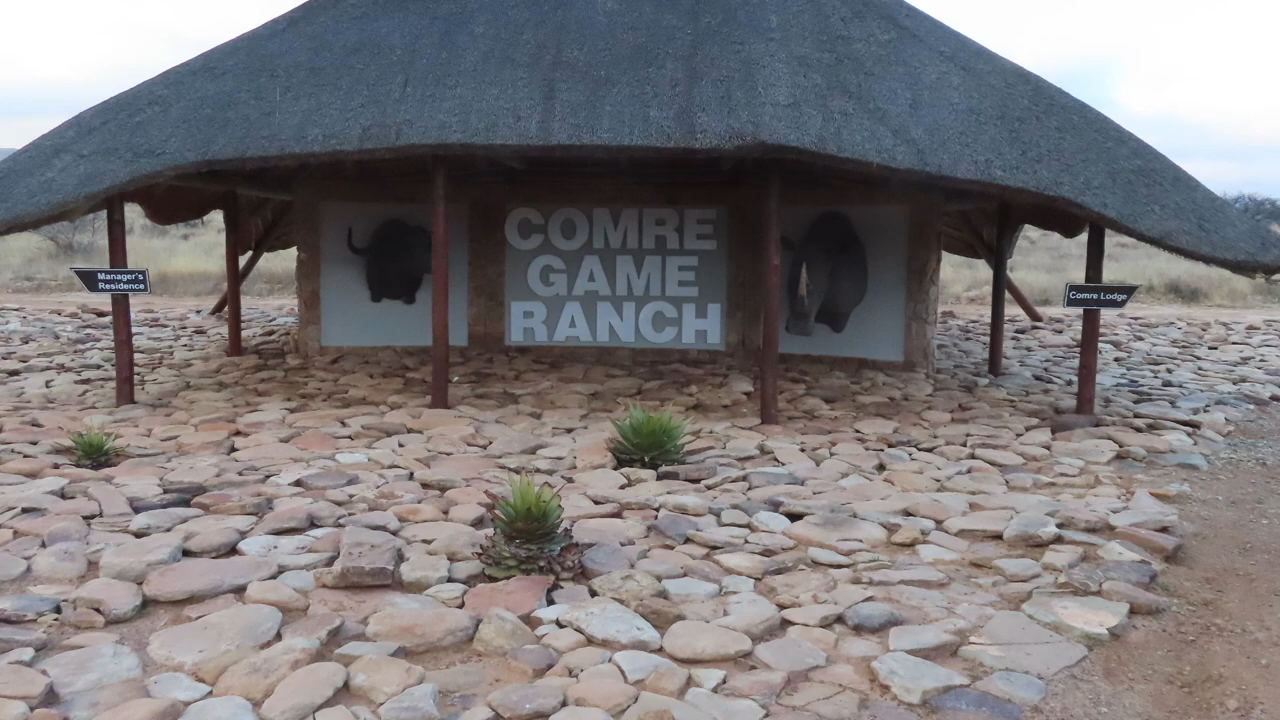 COMRE
GAME
RANCH
Manager's
Residence
Comre Lodge